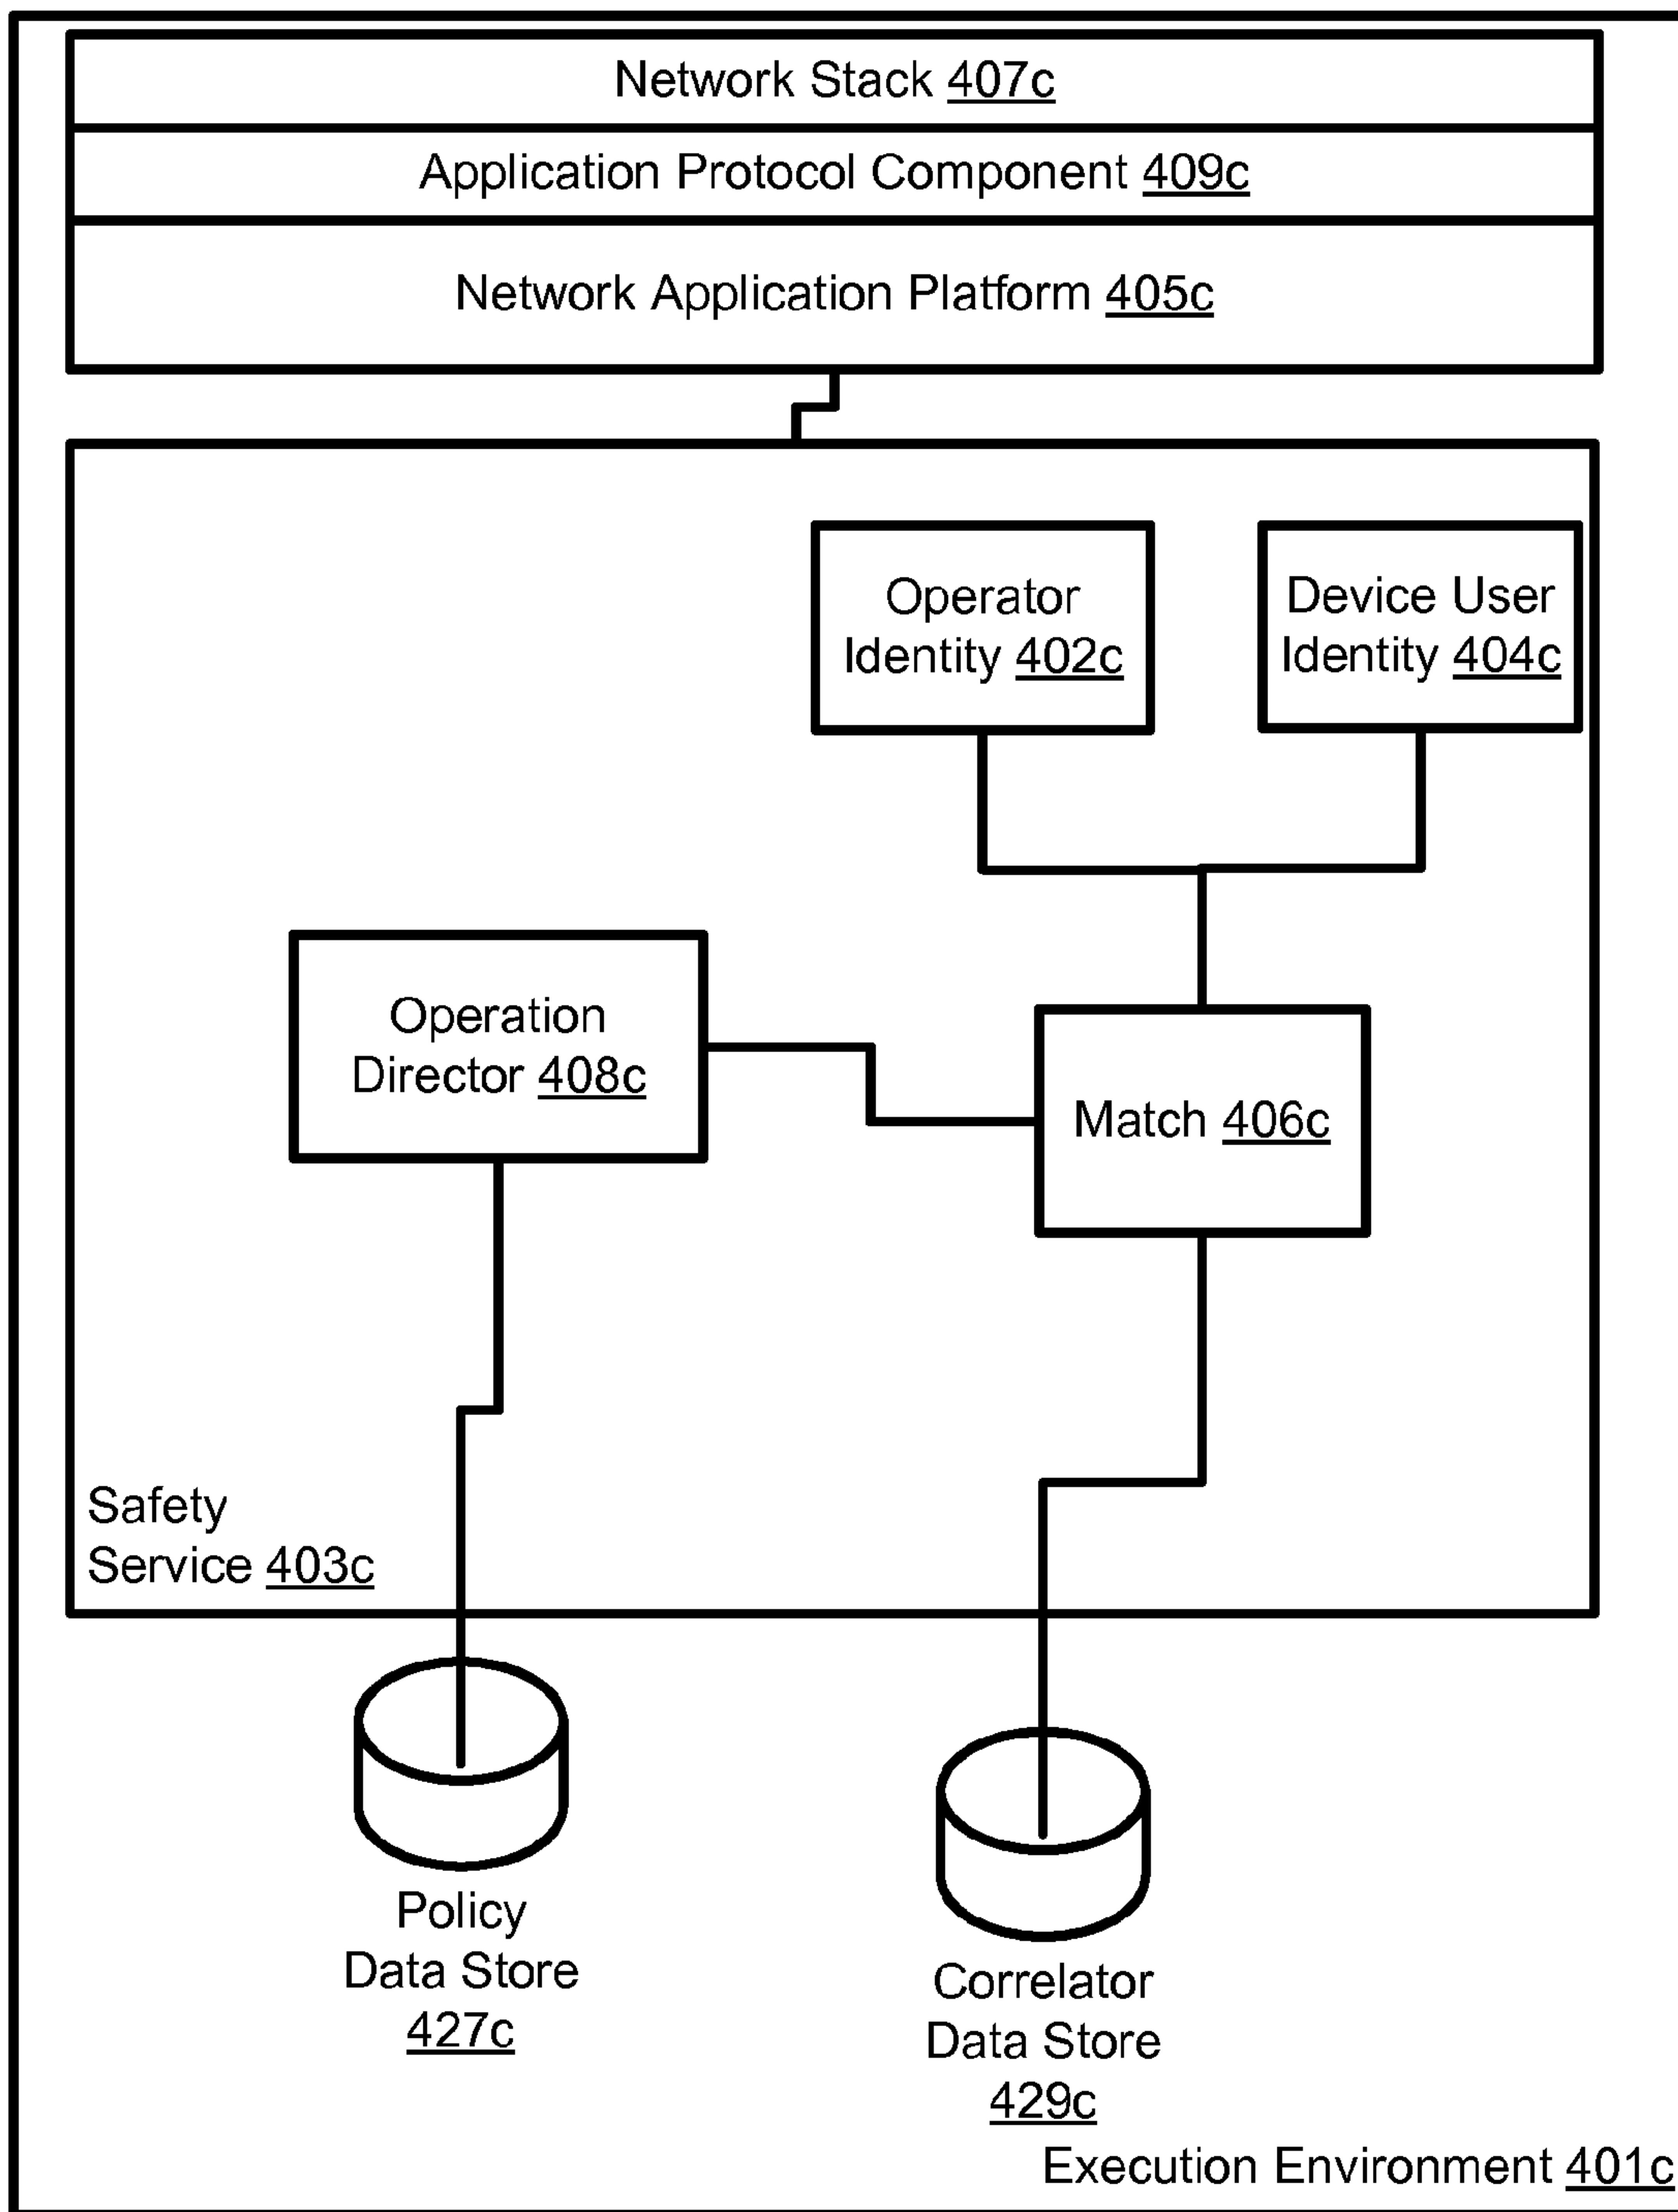 Network Stack 407c
Application Protocol Component 409c
Network Application Platform 405c
Operator
Identity 402c
Device User
Identity 404c
Operation
Director 408c
Match 406c
Safety
Service 403c
Policy
Data Store
427c
Correlator
Data Store
429c
Execution Environment 401c